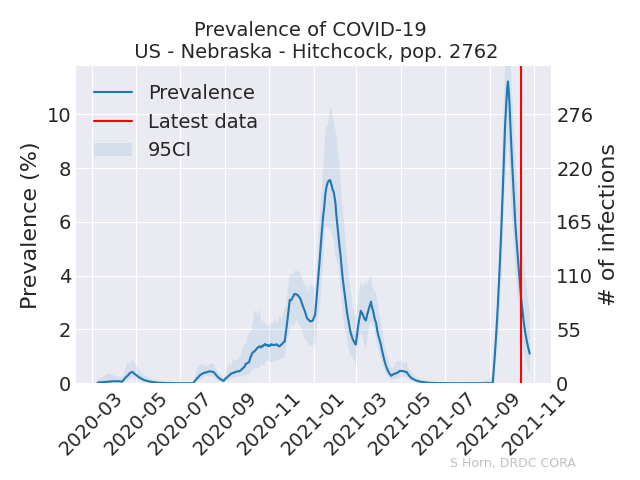 Prevalence of COVID-19
US - Nebraska - Hitchcock, pop. 2762
Prevalence
Latest data
95CI
Prevalence (%)
10
8
6
4
2
0
276
220
165
110
55
0
# of infections
2020-03
2020-05
2020-07
2020-09
2020-11
2021-01
2021-03
2021-05
2021-07
2021-09
2021-11
S Horn, DRDC CORA